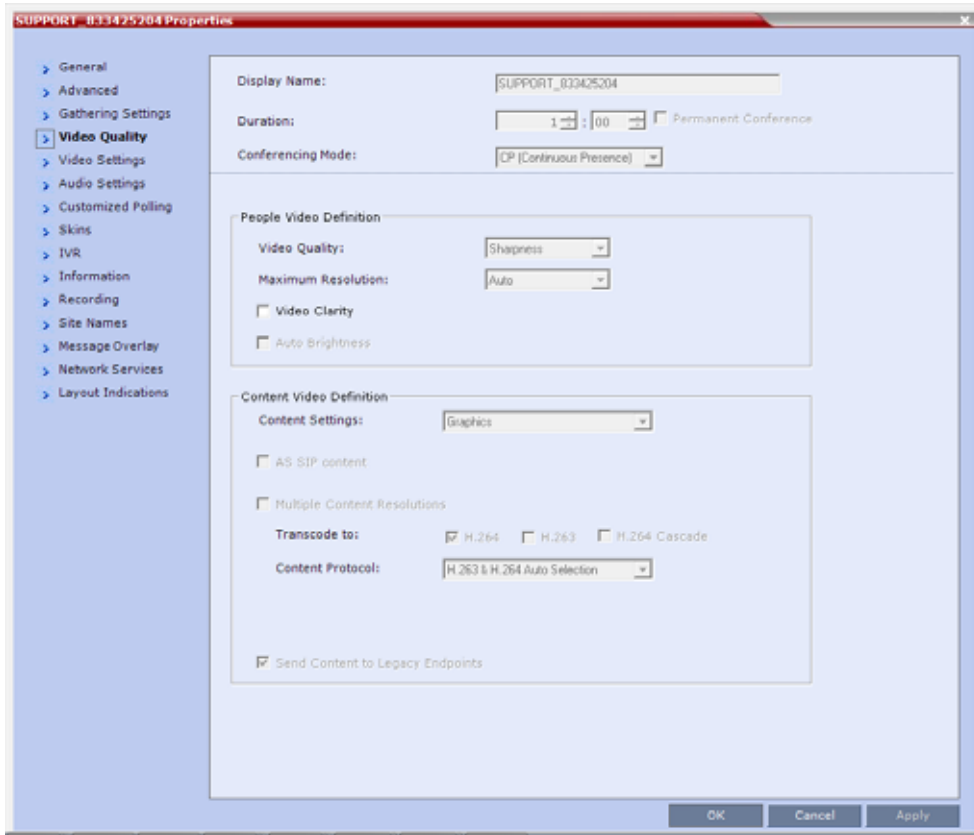 SUPPORT_833425204 Properties
General
Advanced
Gathering Settings
Video Quality
Video Settings
Audio Settings
Customized Polling
Skins
IVR
Information
Recording
Site Names
Message Overlay
Network Services
Layout Indications
Display Name: SUPPORT_833425204
Duration: 1 : 00 Permanent Conference
Conferencing Mode: CP (Continuous Presence)
People Video Definition
Video Quality: Sharpness
Maximum Resolution: Auto
Video Clarity
Auto Brightness
Content Video Definition
Content Settings: Graphics
AS SIP content
Multiple Content Resolutions
Transcode to: H.264 H.263 H.264 Cascade
Content Protocol: H.263 & H.264 Auto Selection
Send Content to Legacy Endpoints
OK Cancel Apply